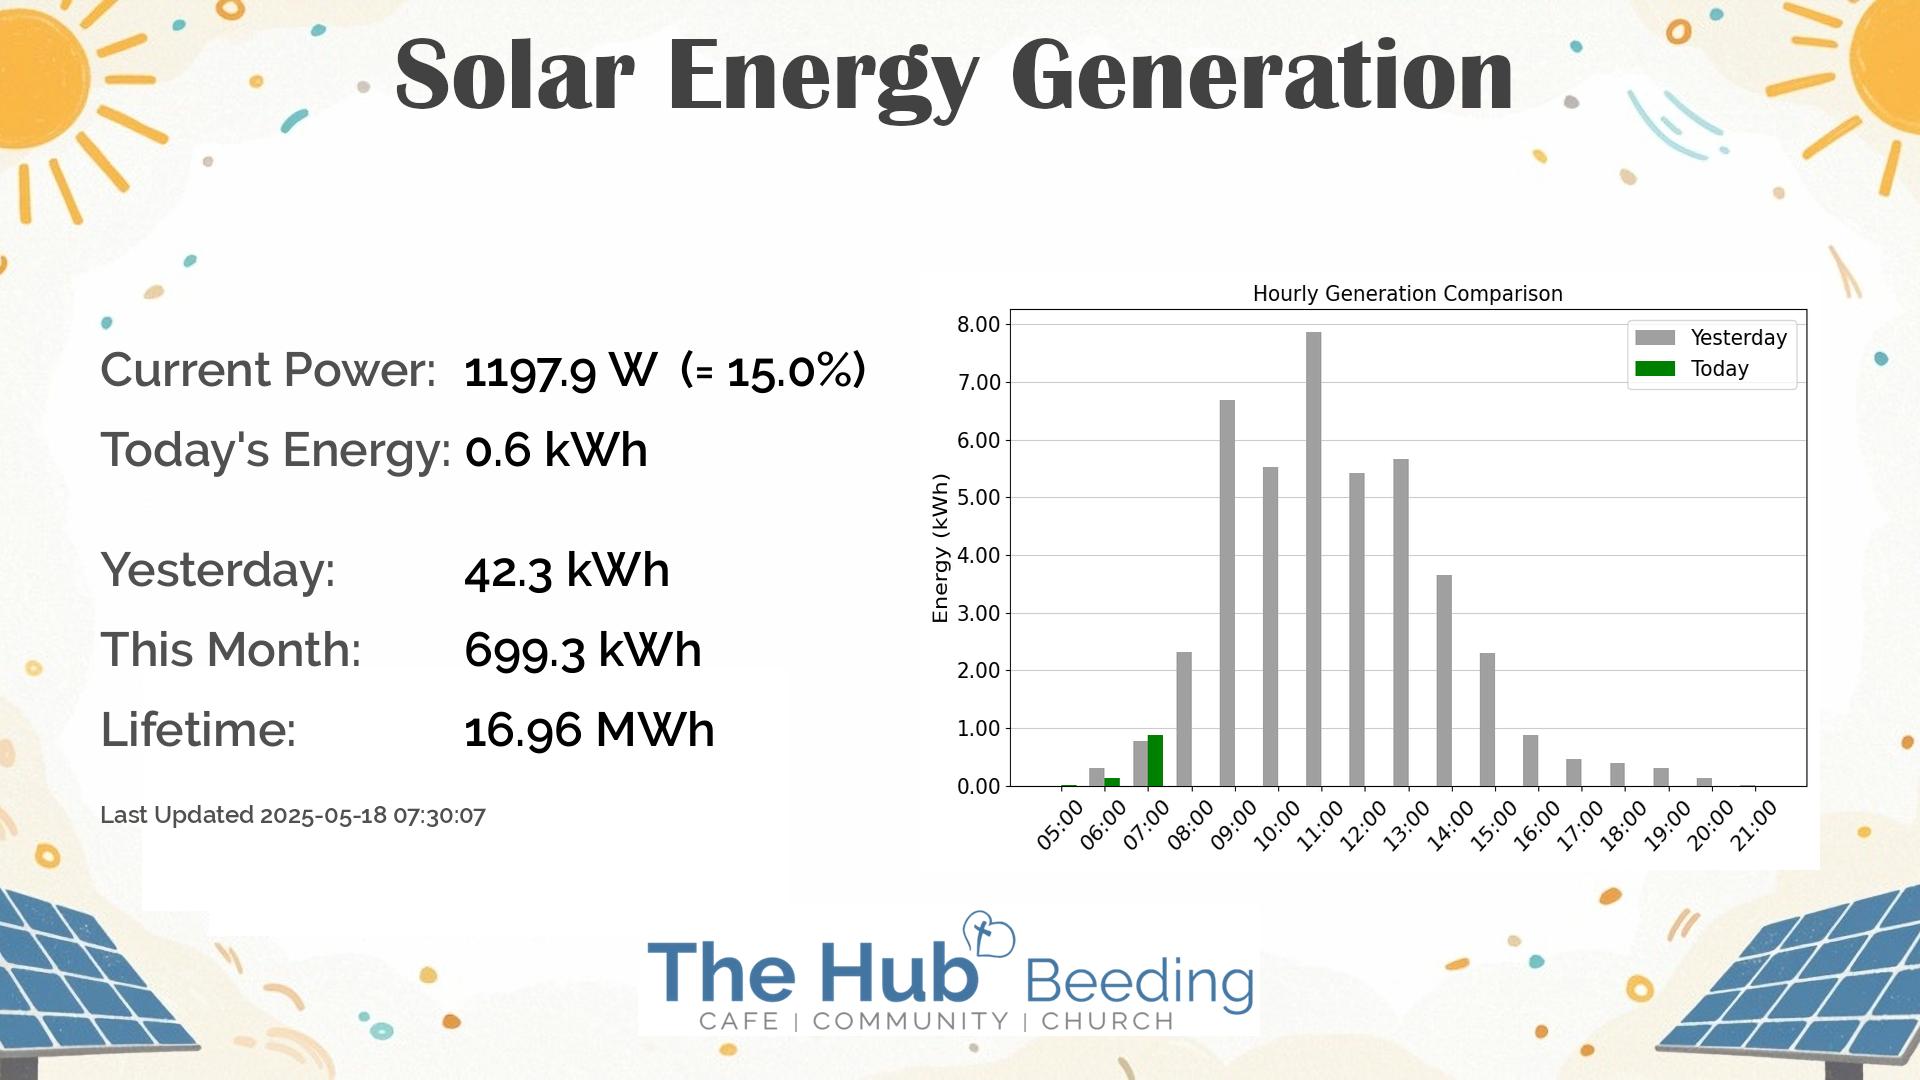 Solar Energy Generation
Current Power: 1197.9 W (= 15.0%)
Today's Energy: 0.6 kWh
Yesterday: 42.3 kWh
This Month: 699.3 kWh
Lifetime: 16.96 MWh
Last Updated 2025-05-18 07:30:07
Hourly Generation Comparison
Yesterday
Today
Energy (kWh)
8.00
7.00
6.00
5.00
4.00
3.00
2.00
1.00
0.00
05:00 06:00 07:00 08:00 09:00 10:00 11:00 12:00 13:00 14:00 15:00 16:00 17:00 18:00 19:00 20:00 21:00
The Hub Beeding
CAFE | COMMUNITY | CHURCH